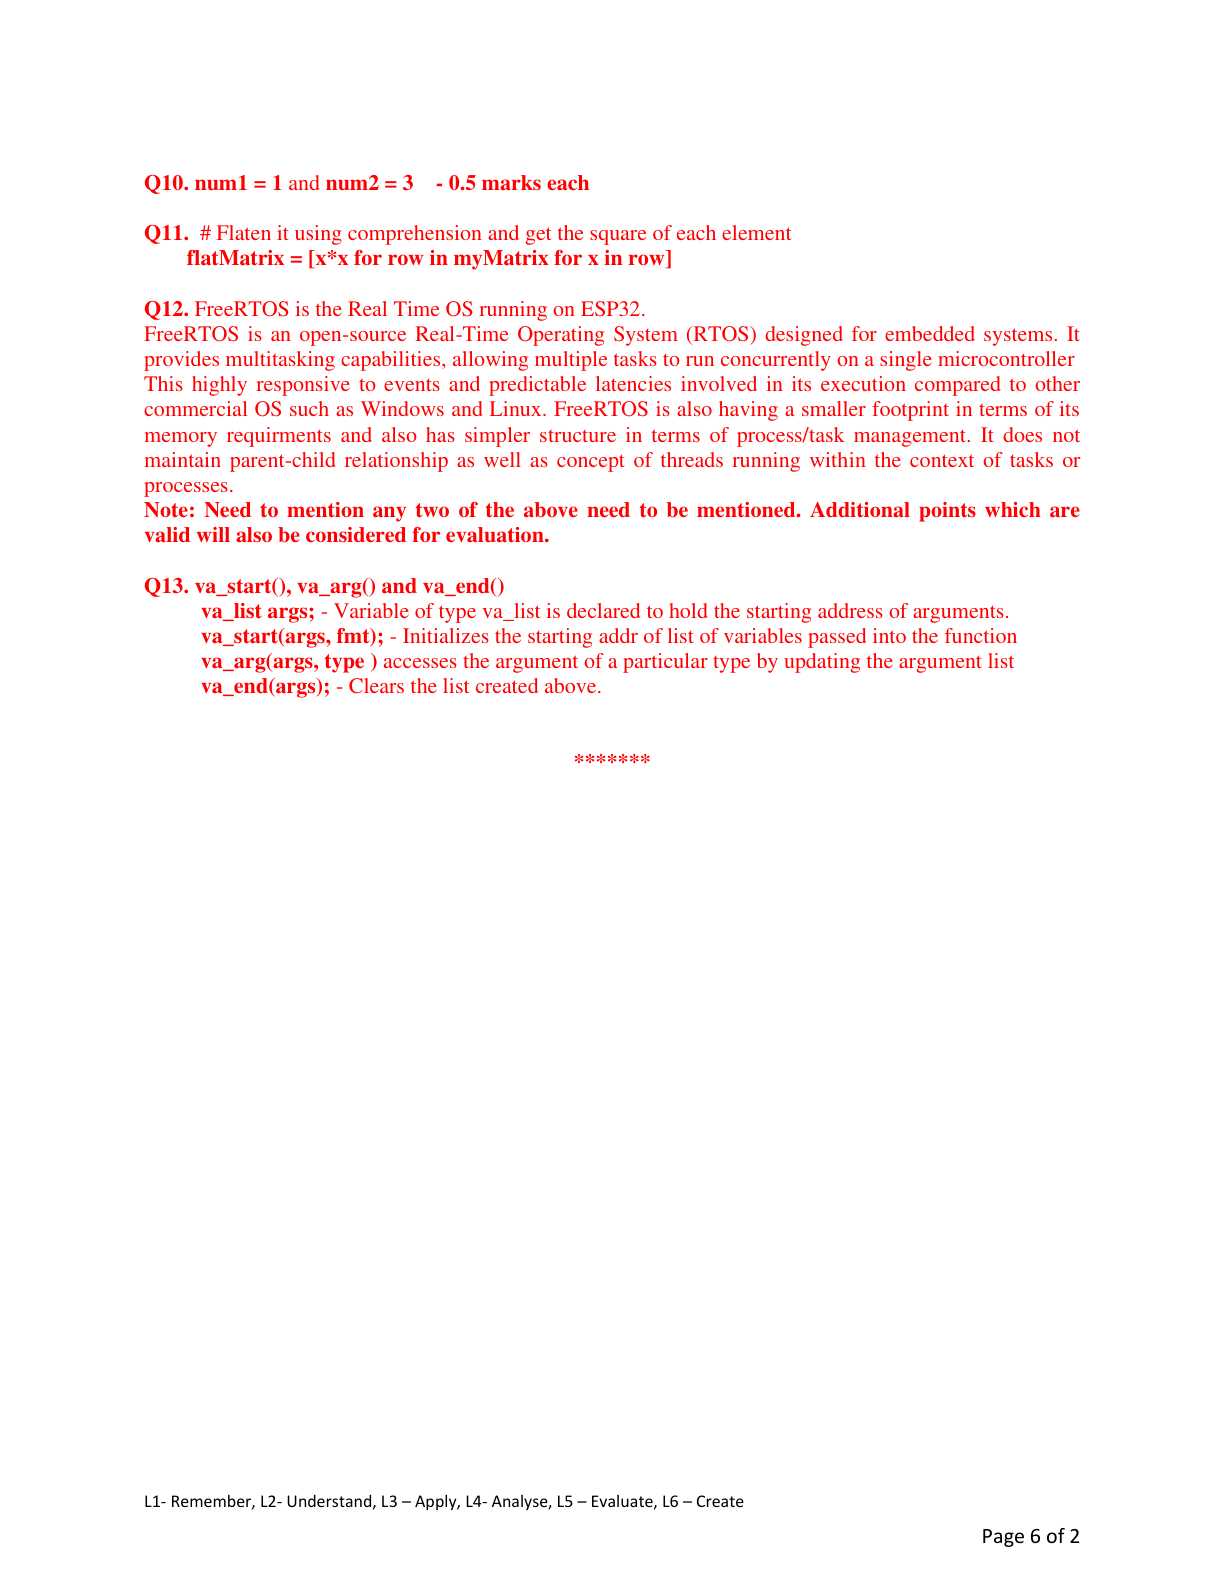 Q10. num1 = 1 and num2 = 3 - 0.5 marks each
Q11. # Flaten it using comprehension and get the square of each element
flatMatrix = [x*x for row in myMatrix for x in row]
Q12. FreeRTOS is the Real Time OS running on ESP32.
FreeRTOS is an open-source Real-Time Operating System (RTOS) designed for embedded systems. It
provides multitasking capabilities, allowing multiple tasks to run concurrently on a single microcontroller
This highly responsive to events and predictable latencies involved in its execution compared to other
commercial OS such as Windows and Linux. FreeRTOS is also having a smaller footprint in terms of its
memory requirments and also has simpler structure in terms of process/task management. It does not
maintain parent-child relationship as well as concept of threads running within the context of tasks or
processes.
Note: Need to mention any two of the above need to be mentioned. Additional points which are
valid will also be considered for evaluation.
Q13. va_start(), va_arg() and va_end()
va_list args; - Variable of type va_list is declared to hold the starting address of arguments.
va_start(args, fmt); - Initializes the starting addr of list of variables passed into the function
va_arg(args, type ) accesses the argument of a particular type by updating the argument list
va_end(args); - Clears the list created above.
*******
L1- Remember, L2- Understand, L3 – Apply, L4- Analyse, L5 – Evaluate, L6 – Create
Page 6 of 2